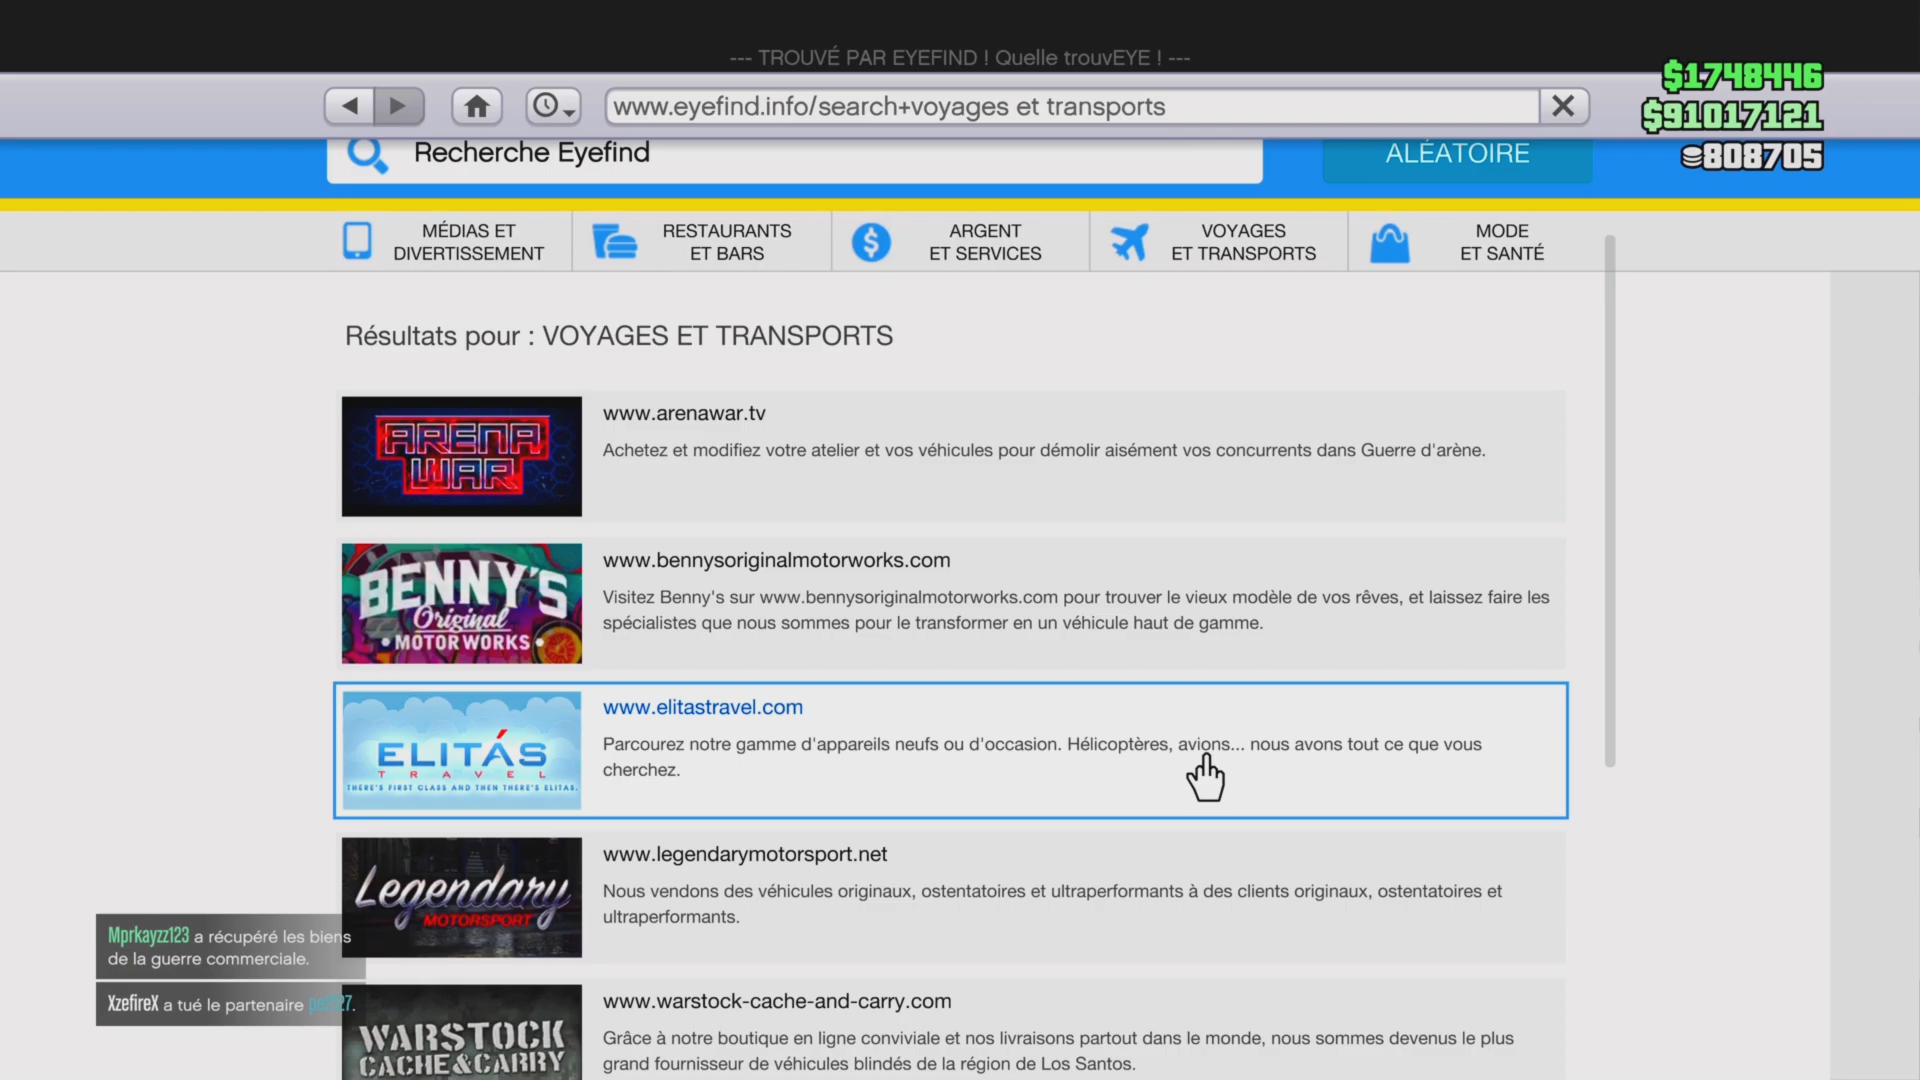 --- TROUVÉ PAR EYEFIND ! Quelle trouvEYE ! ---
$1748446
www.eyefind.info/search+voyages et transports
$91017121
Recherche Eyefind
ALÉATOIRE
808705
MÉDIAS ET
DIVERTISSEMENT
RESTAURANTS
ET BARS
ARGENT
ET SERVICES
VOYAGES
ET TRANSPORTS
MODE
ET SANTÉ
Résultats pour : VOYAGES ET TRANSPORTS
ARENA
WAR
www.arenawar.tv
Achetez et modifiez votre atelier et vos véhicules pour démolir aisément vos concurrents dans Guerre d'arène.
BENNY'S
Original
• MOTOR WORKS •
www.bennysoriginalmotorworks.com
Visitez Benny's sur www.bennysoriginalmotorworks.com pour trouver le vieux modèle de vos rêves, et laissez faire les
spécialistes que nous sommes pour le transformer en un véhicule haut de gamme.
ELITÁS
TRAVEL
THERE'S FIRST CLASS AND THEN THERE'S ELITAS.
www.elitastravel.com
Parcourez notre gamme d'appareils neufs ou d'occasion. Hélicoptères, avions... nous avons tout ce que vous
cherchez.
Legendary
MOTORSPORT
www.legendarymotorsport.net
Nous vendons des véhicules originaux, ostentatoires et ultraperformants à des clients originaux, ostentatoires et
ultraperformants.
Mprkayzz123 a récupéré les biens
de la guerre commerciale.
XzefireX a tué le partenaire
WARSTOCK
CACHE&CARRY
www.warstock-cache-and-carry.com
Grâce à notre boutique en ligne conviviale et nos livraisons partout dans le monde, nous sommes devenus le plus
grand fournisseur de véhicules blindés de la région de Los Santos.